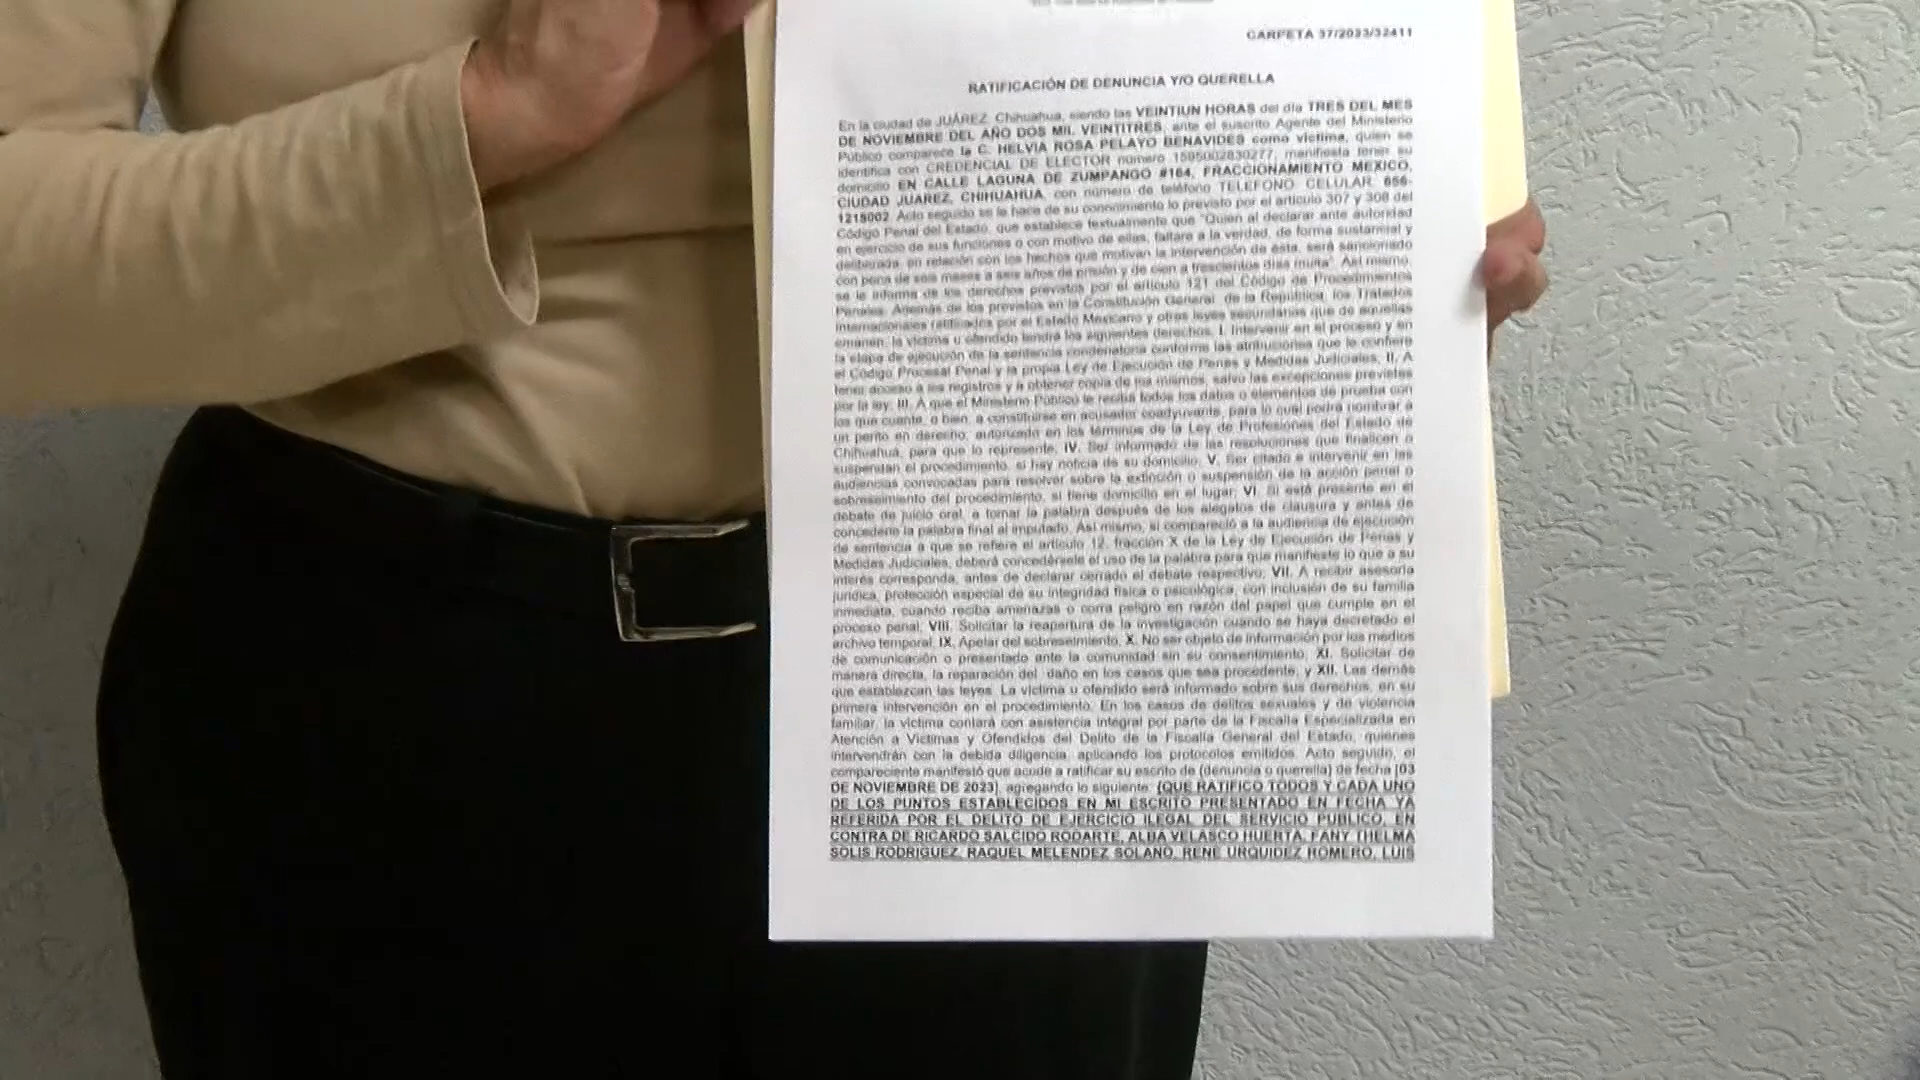 CARPETA 37/2023/32411
RATIFICACIÓN DE DENUNCIA Y/O QUERELLA
En la ciudad de JUÁREZ, Chihuahua, siendo las VEINTIUN HORAS del día TRES DEL MES
DE NOVIEMBRE DEL AÑO DOS MIL VEINTITRES, ante el suscrito Agente del Ministerio
Público comparece la C. HELVIA ROSA PELAYO BENAVIDES como víctima, quien se
identifica con CREDENCIAL DE ELECTOR número 1595002830277, manifiesta tener su
domicilio EN CALLE LAGUNA DE ZUMPANGO #164, FRACCIONAMIENTO MEXICO,
CIUDAD JUAREZ, CHIHUAHUA, con número de teléfono TELEFONO CELULAR: 656-
1215002. Acto seguido se le hace de su conocimiento lo previsto por el artículo 307 y 308 del
Código Penal del Estado, que establece textualmente que "Quien al declarar ante autoridad
en ejercicio de sus funciones o con motivo de ellas, faltare a la verdad, de forma sustancial y
deliberada, en relación con los hechos que motivan la intervención de ésta, será sancionado
con pena de seis meses a seis años de prisión y de cien a trescientos días multa". Así mismo,
se le informa de los derechos previstos por el artículo 121 del Código de Procedimientos
Penales. Además de los previstos en la Constitución General de la República, los Tratados
Internacionales ratificados por el Estado Mexicano y otras leyes secundarias que de aquellas
emanen, la víctima u ofendido tendrá los siguientes derechos: I. Intervenir en el proceso y en
la etapa de ejecución de la sentencia condenatoria conforme las atribuciones que le confiere
el Código Procesal Penal y la propia Ley de Ejecución de Penas y Medidas Judiciales; II. A
tener acceso a los registros y a obtener copia de los mismos, salvo las excepciones previstas
por la ley; III. A que el Ministerio Público le reciba todos los datos o elementos de prueba con
los que cuente, o bien, a constituirse en acusador coadyuvante, para lo cual podrá nombrar a
un perito en derecho, autorizado en los términos de la Ley de Profesiones del Estado de
Chihuahua, para que lo represente; IV. Ser informado de las resoluciones que finalicen o
suspendan el procedimiento, si hay noticia de su domicilio; V. Ser citado e intervenir en las
audiencias convocadas para resolver sobre la extinción o suspensión de la acción penal o
sobreseimiento del procedimiento, si tiene domicilio en el lugar; VI. Si está presente en el
debate de juicio oral, a tomar la palabra después de los alegatos de clausura y antes de
concederle la palabra final al imputado. Así mismo, si compareció a la audiencia de ejecución
de sentencia a que se refiere el artículo 12, fracción X de la Ley de Ejecución de Penas y
Medidas Judiciales, deberá concedérsele el uso de la palabra para que manifieste lo que a su
interés corresponda, antes de declarar cerrado el debate respectivo; VII. A recibir asesoría
jurídica, protección especial de su integridad física o psicológica, con inclusión de su familia
inmediata, cuando reciba amenazas o corra peligro en razón del papel que cumple en el
proceso penal; VIII. Solicitar la reapertura de la investigación cuando se haya decretado el
archivo temporal; IX. Apelar del sobreseimiento; X. No ser objeto de información por los medios
de comunicación o presentado ante la comunidad sin su consentimiento; XI. Solicitar de
manera directa, la reparación del daño en los casos que sea procedente, y XII. Las demás
que establezcan las leyes. La víctima u ofendido será informado sobre sus derechos, en su
primera intervención en el procedimiento. En los casos de delitos sexuales y de violencia
familiar, la víctima contará con asistencia integral por parte de la Fiscalía Especializada en
Atención a Víctimas y Ofendidos del Delito de la Fiscalía General del Estado, quienes
intervendrán con la debida diligencia, aplicando los protocolos emitidos. Acto seguido, el
compareciente manifestó que acude a ratificar su escrito de (denuncia o querella) de fecha [03
DE NOVIEMBRE DE 2023], agregando lo siguiente: (QUE RATIFICO TODOS Y CADA UNO
DE LOS PUNTOS ESTABLECIDOS EN MI ESCRITO PRESENTADO EN FECHA YA
REFERIDA POR EL DELITO DE EJERCICIO ILEGAL DEL SERVICIO PUBLICO, EN
CONTRA DE RICARDO SALCIDO RODARTE, ALBA VELASCO HUERTA, FANY THELMA
SOLIS RODRIGUEZ, RAQUEL MELENDEZ SOLANO, RENE URQUIDEZ ROMERO, LUIS